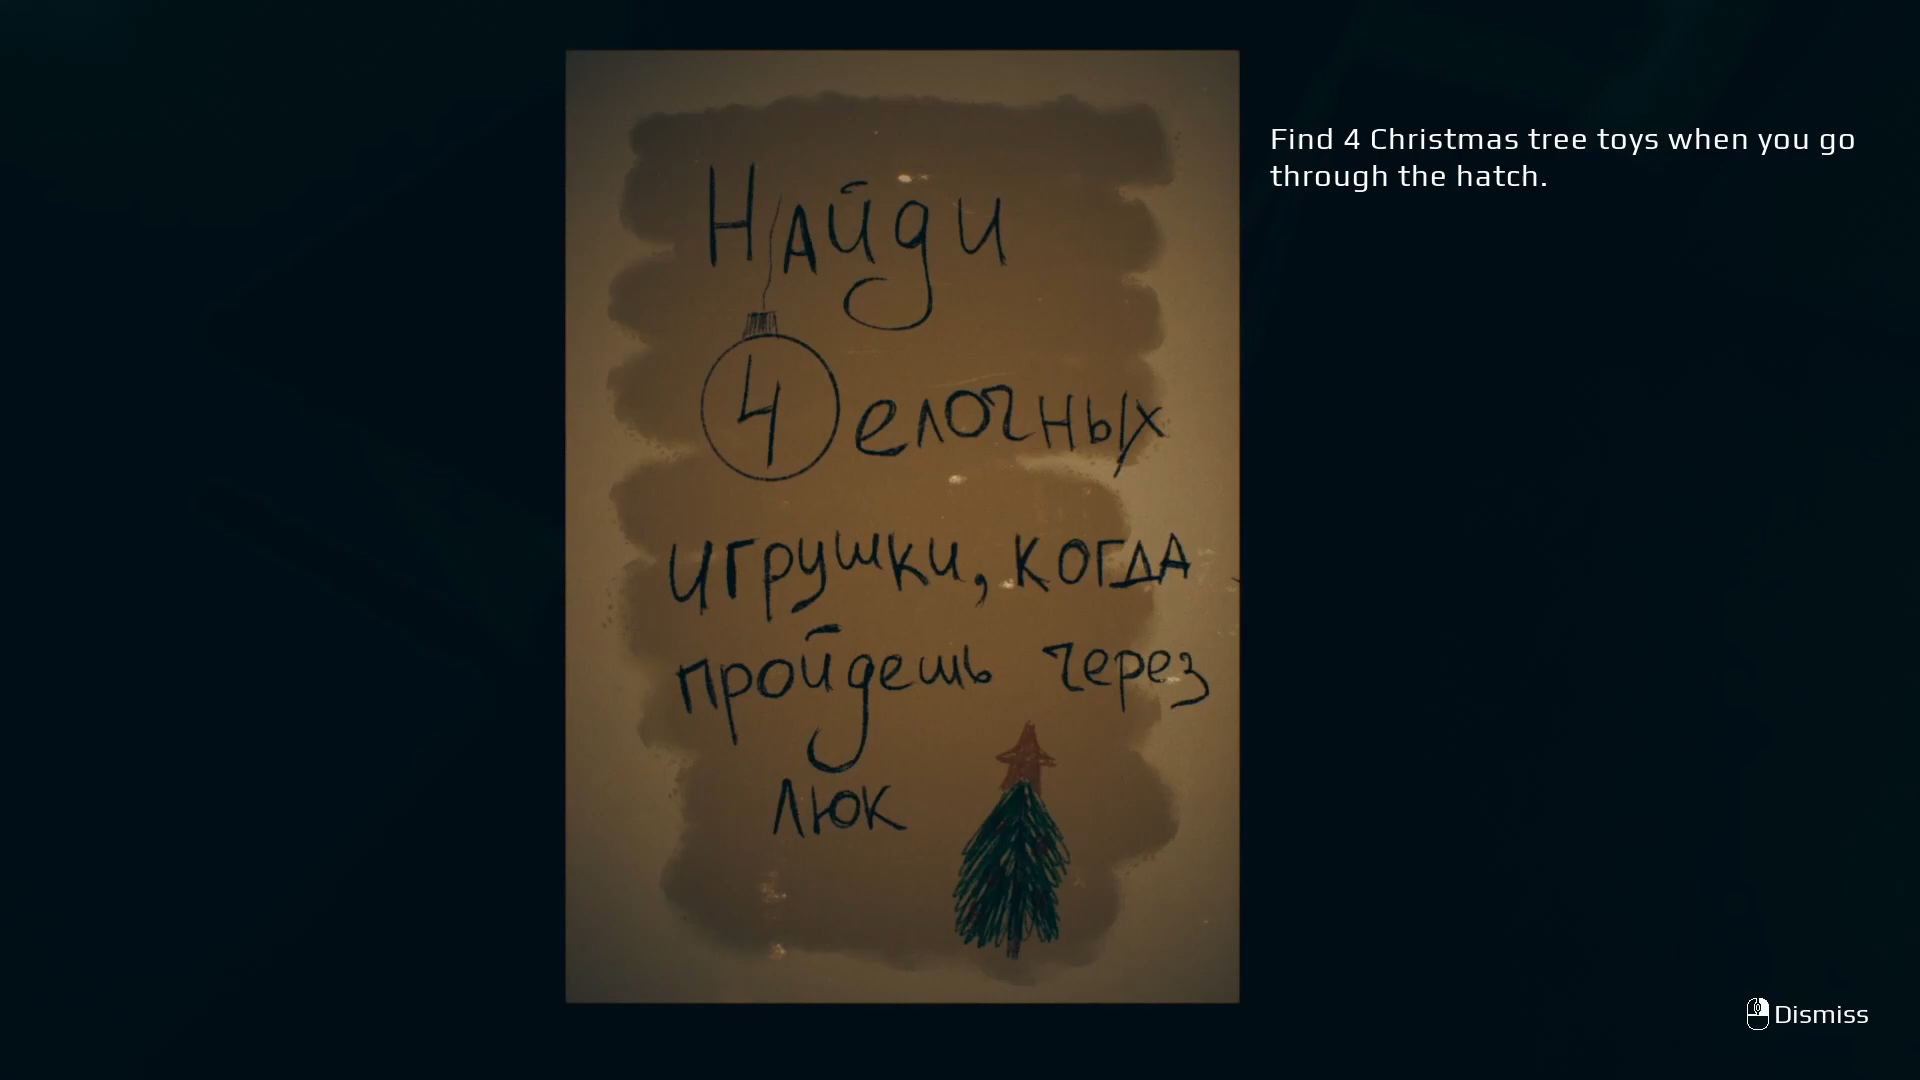 Найди
4 елочных
игрушки, когда
пройдешь через
люк
Find 4 Christmas tree toys when you go
through the hatch.
Dismiss